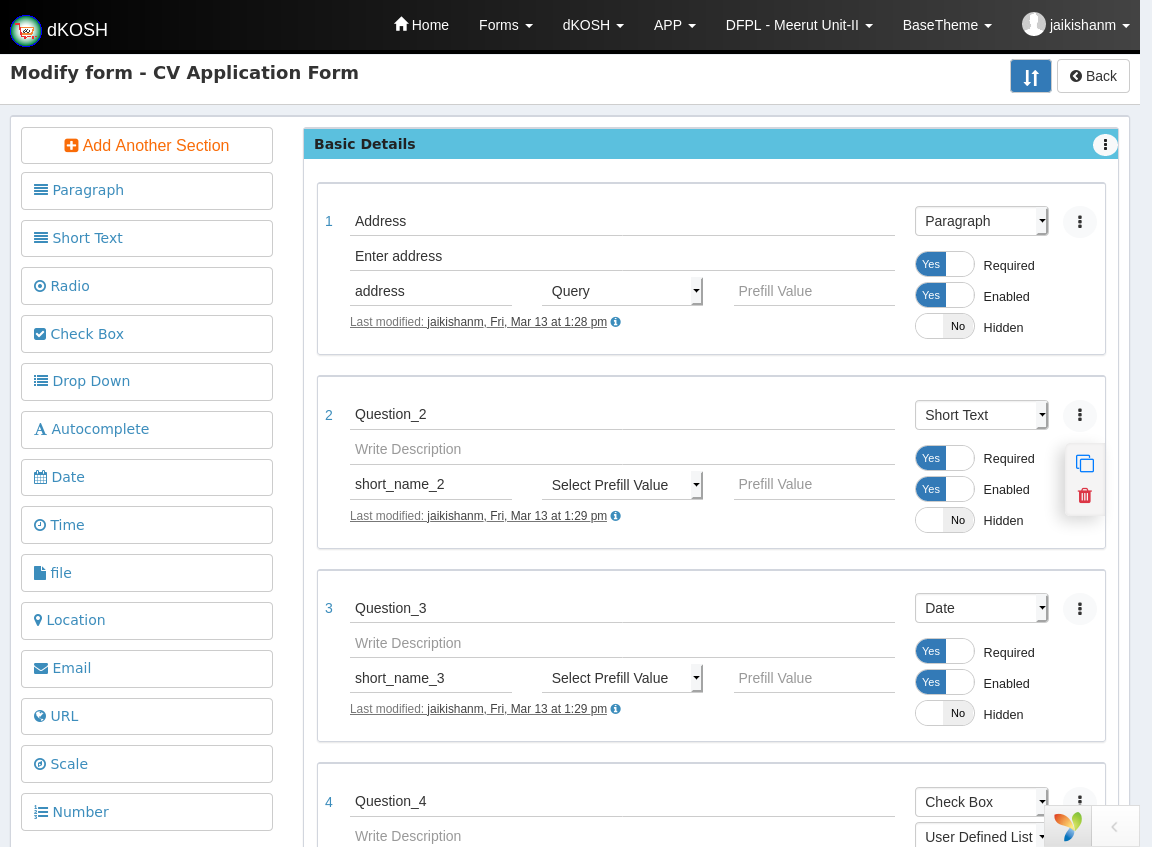 dKOSH Home Forms dKOSH APP DFPL - Meerut Unit-II BaseTheme jaikishanm
Modify form - CV Application Form
Back
Add Another Section
Paragraph
Short Text
Radio
Check Box
Drop Down
Autocomplete
Date
Time
file
Location
Email
URL
Scale
Number
Basic Details
1 Address Paragraph
Enter address
Yes Required
address Query Prefill Value
Yes Enabled
Last modified: jaikishanm, Fri, Mar 13 at 1:28 pm
No Hidden
2 Question_2 Short Text
Write Description
Yes Required
short_name_2 Select Prefill Value Prefill Value
Yes Enabled
Last modified: jaikishanm, Fri, Mar 13 at 1:29 pm
No Hidden
3 Question_3 Date
Write Description
Yes Required
short_name_3 Select Prefill Value Prefill Value
Yes Enabled
Last modified: jaikishanm, Fri, Mar 13 at 1:29 pm
No Hidden
4 Question_4 Check Box
Write Description User Defined List